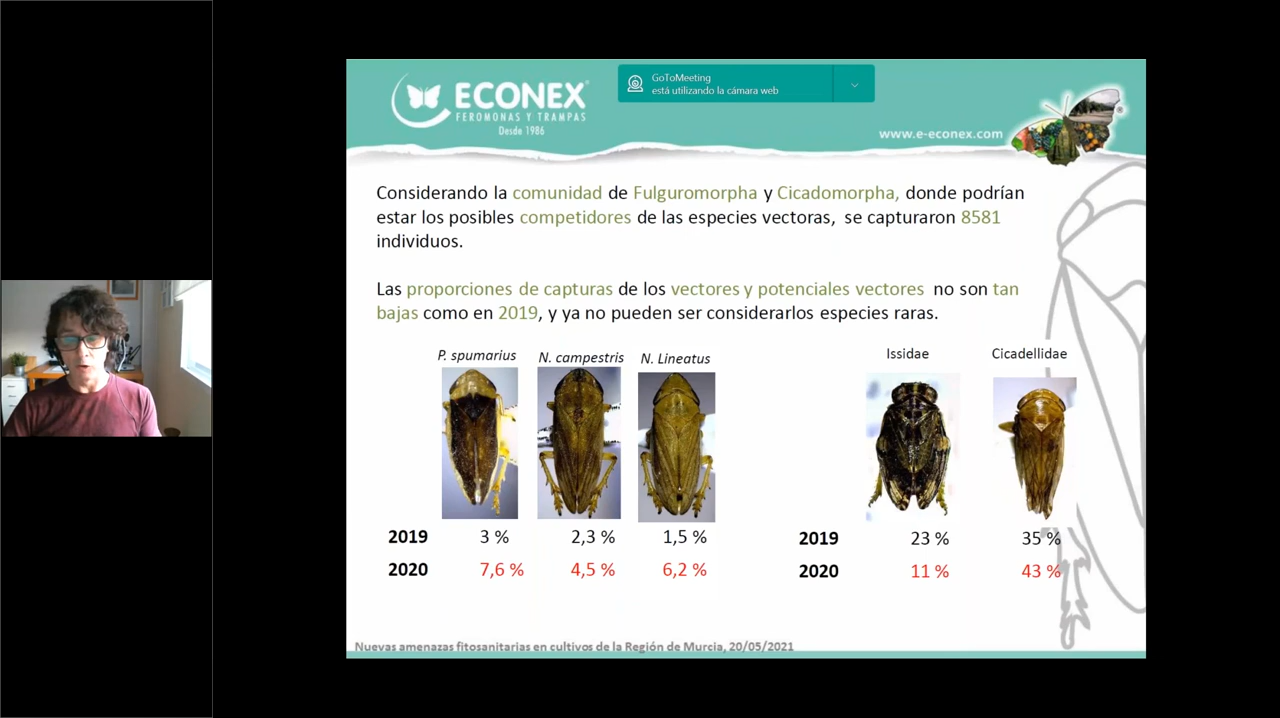 GoToMeeting
está utilizando la cámara web
ECONEX
FEROMONAS Y TRAMPAS
Desde 1986
www.e-econex.com
Considerando la comunidad de Fulguromorpha y Cicadomorpha, donde podrían
estar los posibles competidores de las especies vectoras, se capturaron 8581
individuos.
Las proporciones de capturas de los vectores y potenciales vectores no son tan
bajas como en 2019, y ya no pueden ser considerarlos especies raras.
P. spumarius N. campestris N. Lineatus Issidae Cicadellidae
2019 3 % 2,3 % 1,5 % 2019 23 % 35 %
2020 7,6 % 4,5 % 6,2 % 2020 11 % 43 %
Nuevas amenazas fitosanitarias en cultivos de la Región de Murcia, 20/05/2021